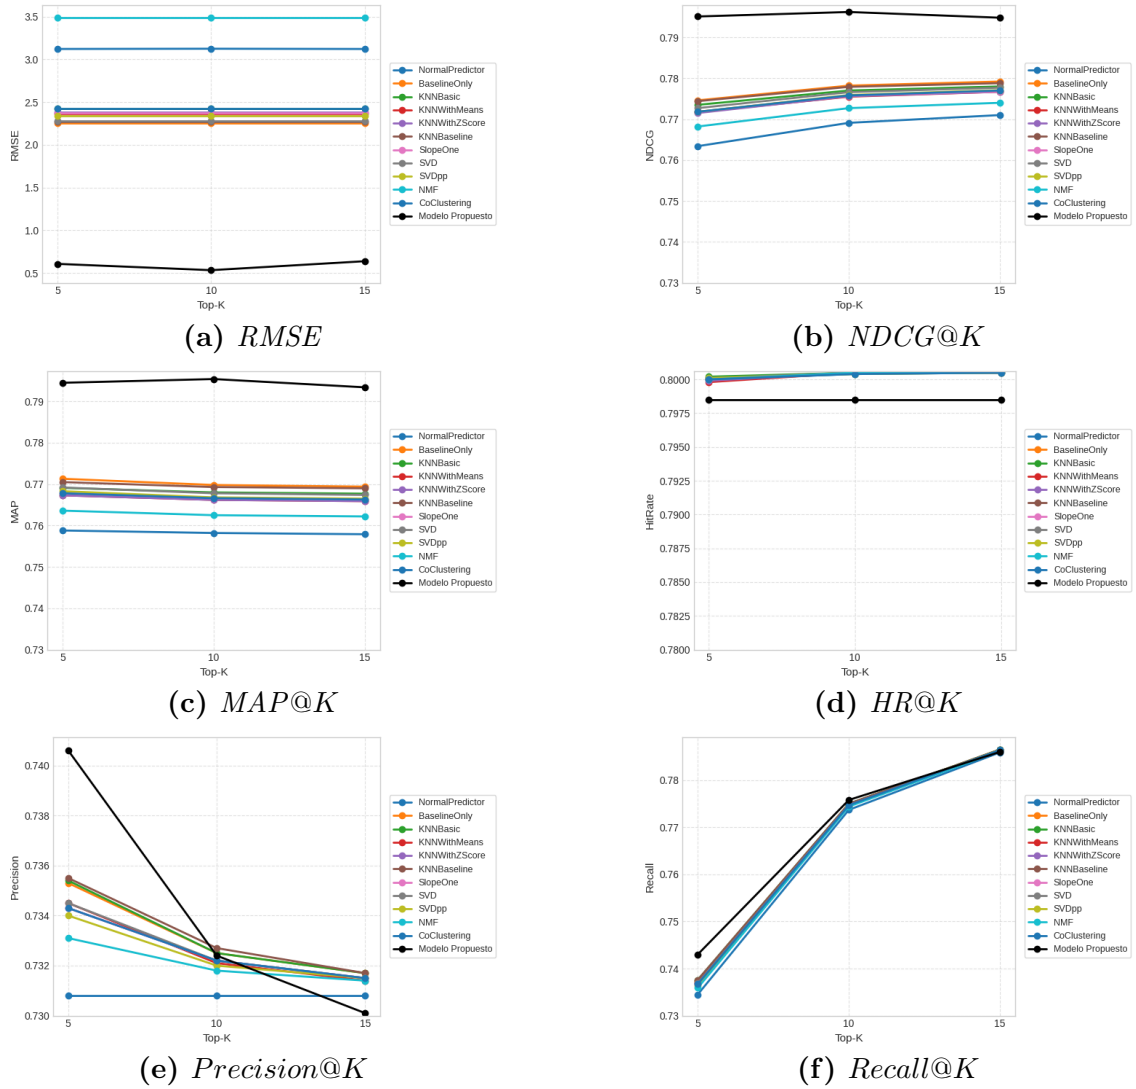 3.5
3.0
2.5
2.0
1.5
1.0
0.5
RMSE
5
10
15
Top-K
NormalPredictor
BaselineOnly
KNNBasic
KNNWithMeans
KNNWithZScore
KNNBaseline
SlopeOne
SVD
SVDpp
NMF
CoClustering
Modelo Propuesto
(a) RMSE
0.79
0.78
0.77
0.76
0.75
0.74
0.73
NDCG
5
10
15
Top-K
NormalPredictor
BaselineOnly
KNNBasic
KNNWithMeans
KNNWithZScore
KNNBaseline
SlopeOne
SVD
SVDpp
NMF
CoClustering
Modelo Propuesto
(b) NDCG@K
0.79
0.78
0.77
0.76
0.75
0.74
0.73
MAP
5
10
15
Top-K
NormalPredictor
BaselineOnly
KNNBasic
KNNWithMeans
KNNWithZScore
KNNBaseline
SlopeOne
SVD
SVDpp
NMF
CoClustering
Modelo Propuesto
(c) MAP@K
0.8000
0.7975
0.7950
0.7925
0.7900
0.7875
0.7850
0.7825
0.7800
HitRate
5
10
15
Top-K
NormalPredictor
BaselineOnly
KNNBasic
KNNWithMeans
KNNWithZScore
KNNBaseline
SlopeOne
SVD
SVDpp
NMF
CoClustering
Modelo Propuesto
(d) HR@K
0.740
0.738
0.736
0.734
0.732
0.730
Precision
5
10
15
Top-K
NormalPredictor
BaselineOnly
KNNBasic
KNNWithMeans
KNNWithZScore
KNNBaseline
SlopeOne
SVD
SVDpp
NMF
CoClustering
Modelo Propuesto
(e) Precision@K
0.78
0.77
0.76
0.75
0.74
0.73
Recall
5
10
15
Top-K
NormalPredictor
BaselineOnly
KNNBasic
KNNWithMeans
KNNWithZScore
KNNBaseline
SlopeOne
SVD
SVDpp
NMF
CoClustering
Modelo Propuesto
(f) Recall@K